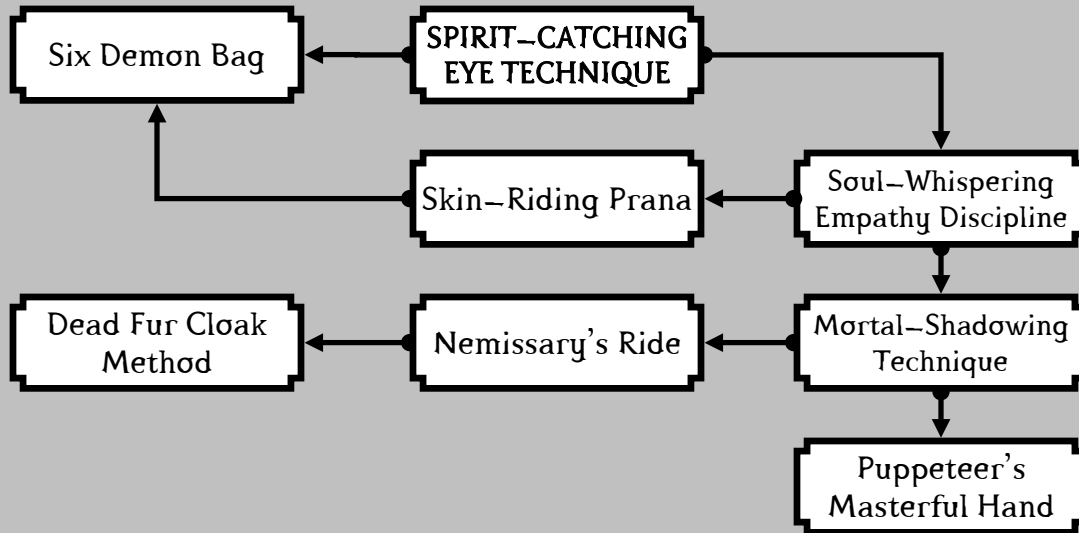 Six Demon Bag
SPIRIT–CATCHING
EYE TECHNIQUE
Skin–Riding Prana
Soul–Whispering
Empathy Discipline
Dead Fur Cloak
Method
Nemissary's Ride
Mortal–Shadowing
Technique
Puppeteer's
Masterful Hand